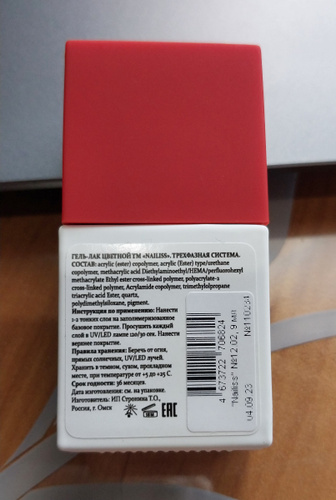 ГЕЛЬ-ЛАК ЦВЕТНОЙ ТМ «NAILISS». ТРЕХФАЗНАЯ СИСТЕМА.
СОСТАВ: acrylic (ester) copolymer, acrylic (Ester) type/urethane
copolymer, methacrylic acid Diethylaminoethyl/HEMA/perfluorohexyl
methacrylate Ethyl ester cross-linked polymer, polyacrylate-2
cross-linked polymer, Acrylamide copolymer, trimethylolpropane
triacrylic acid Ester, quartz,
polydimethylsiloxane, pigment.
Инструкция по применению: Нанести
1-2 тонких слоя на заполимеризованное
базовое покрытие. Просушить каждый
слой в UV/LED лампе 120/30 сек. Нанести
верхнее покрытие.
Правила хранения: Беречь от огня,
прямых солнечных, UV/LED лучей.
Хранить в темном, сухом, прохладном
месте, при температуре от +5 до +25 С.
Срок годности: 36 месяцев.
Дата изготовления: см. на упаковке.
Изготовитель: ИП Стронина Т.О.,
Россия, г. Омск
EAC
4 673722 706824
"Nailiss" №12.02, 9 мл
04.09.23
№110284